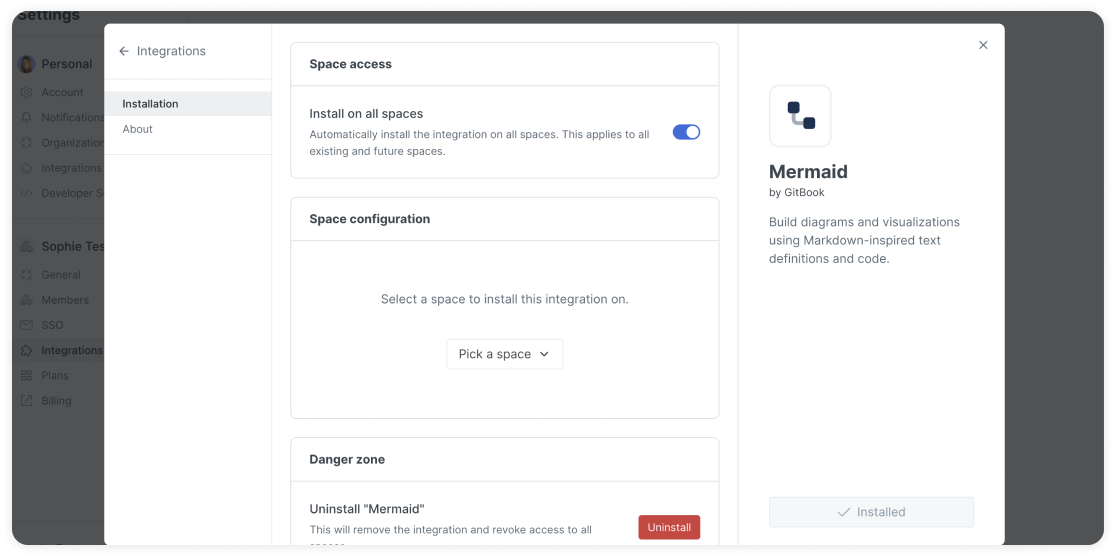 Settings
Personal
Account
Notifications
Organization
Integrations
Developer S
Sophie Tes
General
Members
SSO
Integrations
Plans
Billing
Integrations
Installation
About
Space access
Install on all spaces
Automatically install the integration on all spaces. This applies to all
existing and future spaces.
Space configuration
Select a space to install this integration on.
Pick a space
Danger zone
Uninstall "Mermaid"
This will remove the integration and revoke access to all
Uninstall
Mermaid
by GitBook
Build diagrams and visualizations
using Markdown-inspired text
definitions and code.
Installed